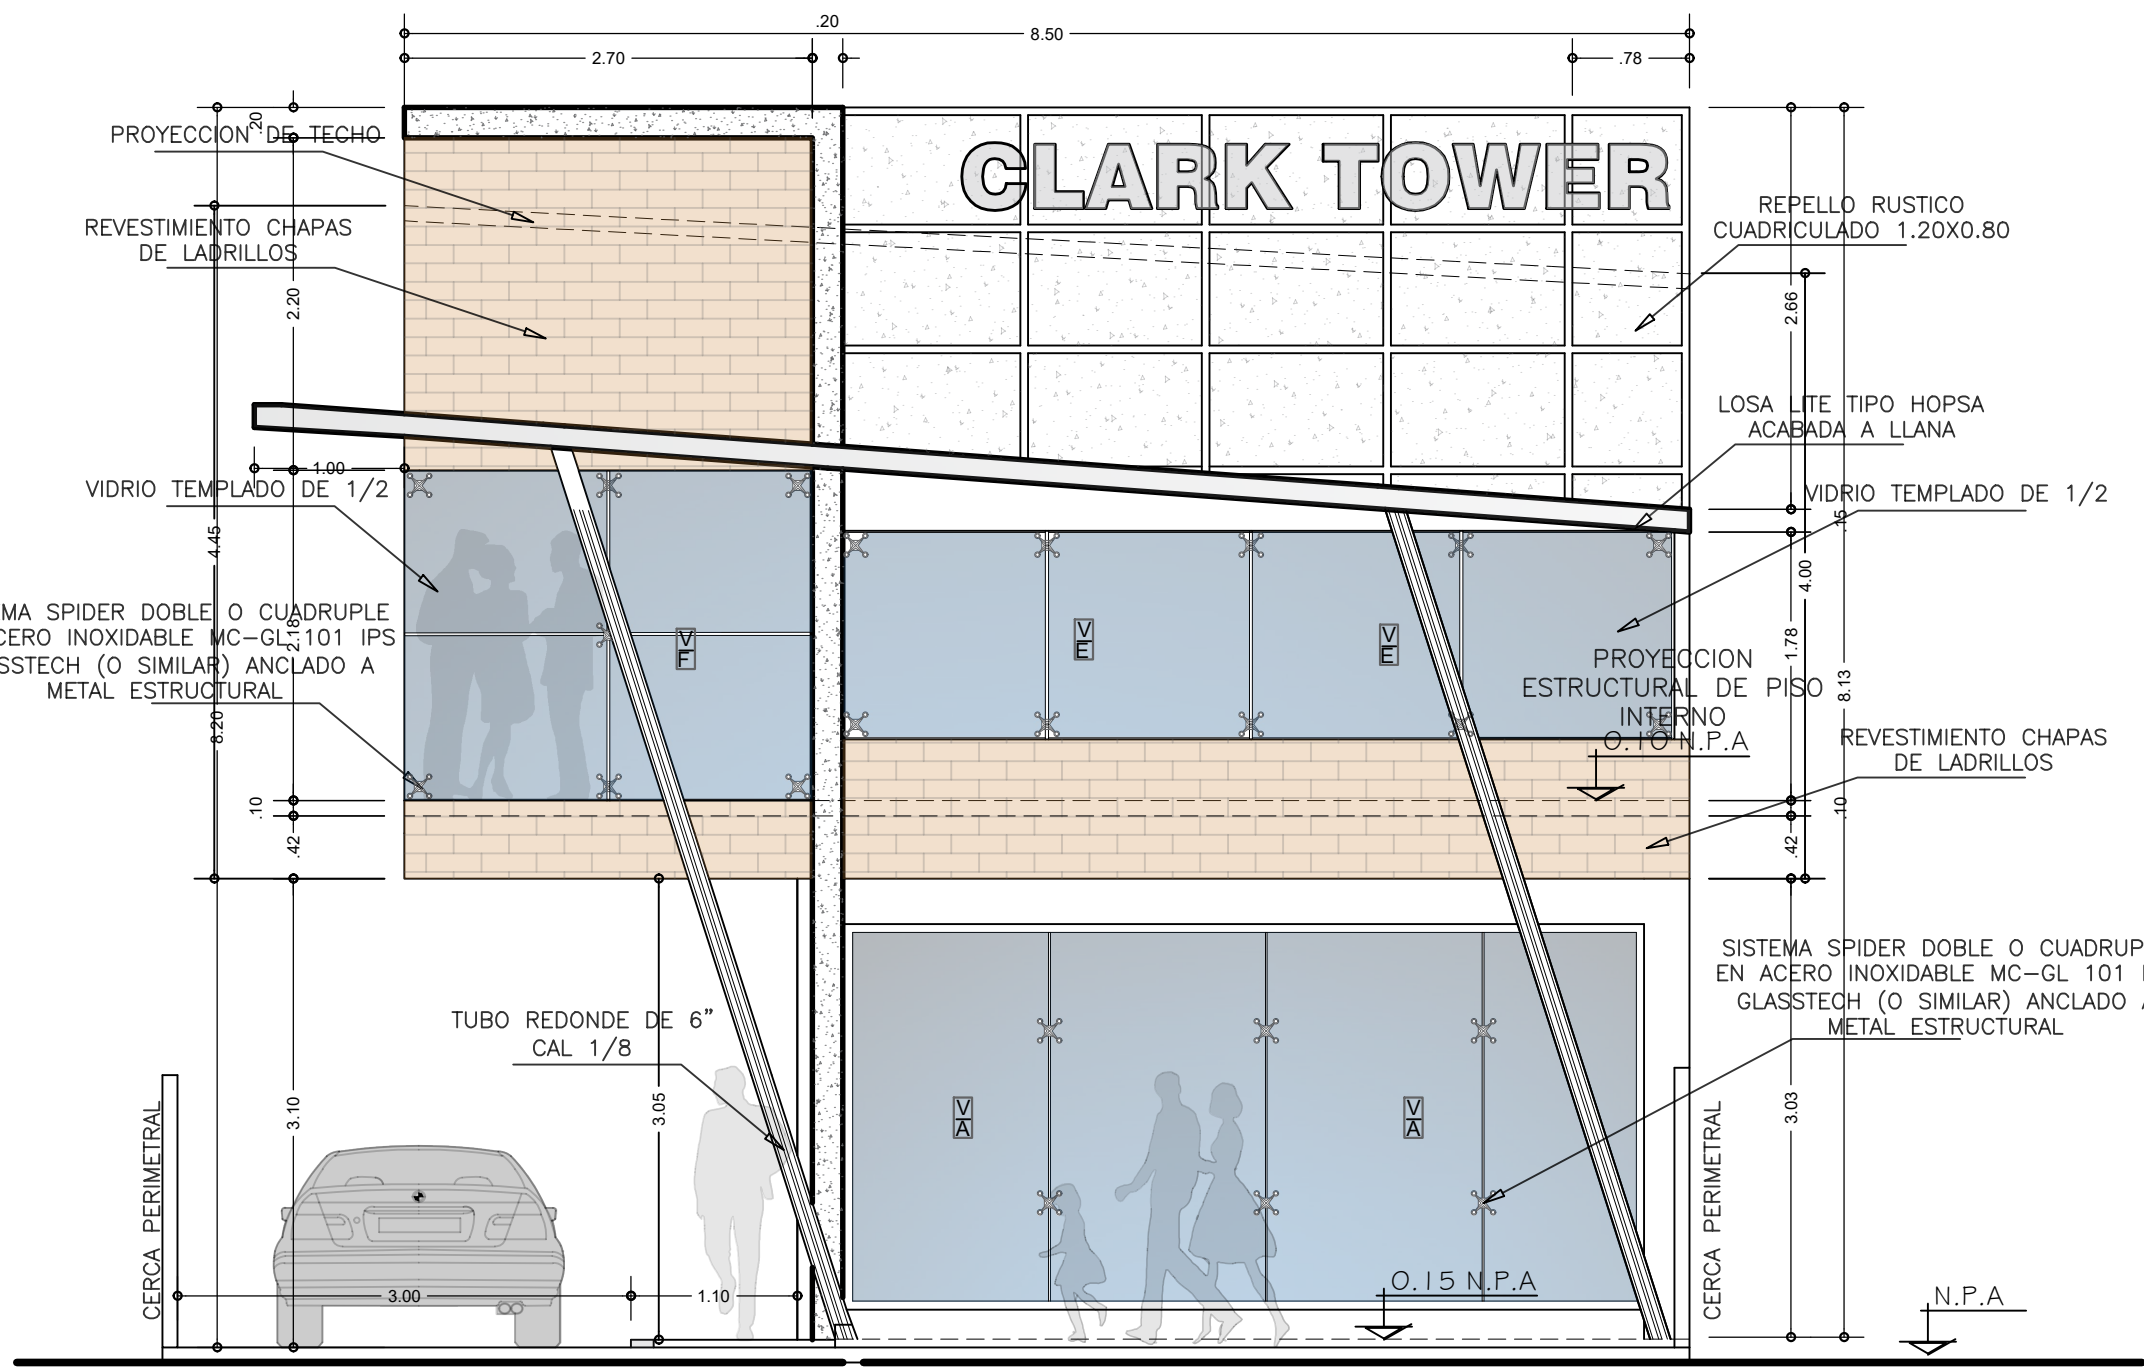 .20
8.50
2.70
.78
.20
PROYECCION DE TECHO
CLARK TOWER
REVESTIMIENTO CHAPAS
DE LADRILLOS
REPELLO RUSTICO
CUADRICULADO 1.20X0.80
2.20
2.66
LOSA LITE TIPO HOPSA
ACABADA A LLANA
1.00
VIDRIO TEMPLADO DE 1/2
VIDRIO TEMPLADO DE 1/2
.15
4.45
4.00
MA SPIDER DOBLE O CUADRUPLE
CERO INOXIDABLE MC-GL 101 IPS
SSTECH (O SIMILAR) ANCLADO A
METAL ESTRUCTURAL
2.18
8.20
V
F
V
E
V
E
1.78
8.13
PROYECCION
ESTRUCTURAL DE PISO
INTERNO
0.10 N.P.A
REVESTIMIENTO CHAPAS
DE LADRILLOS
.10
.10
.42
.42
SISTEMA SPIDER DOBLE O CUADRUP
EN ACERO INOXIDABLE MC-GL 101 I
GLASSTECH (O SIMILAR) ANCLADO A
METAL ESTRUCTURAL
TUBO REDONDE DE 6"
CAL 1/8
3.10
3.05
3.03
V
A
V
A
CERCA PERIMETRAL
CERCA PERIMETRAL
3.00
1.10
0.15 N.P.A
N.P.A